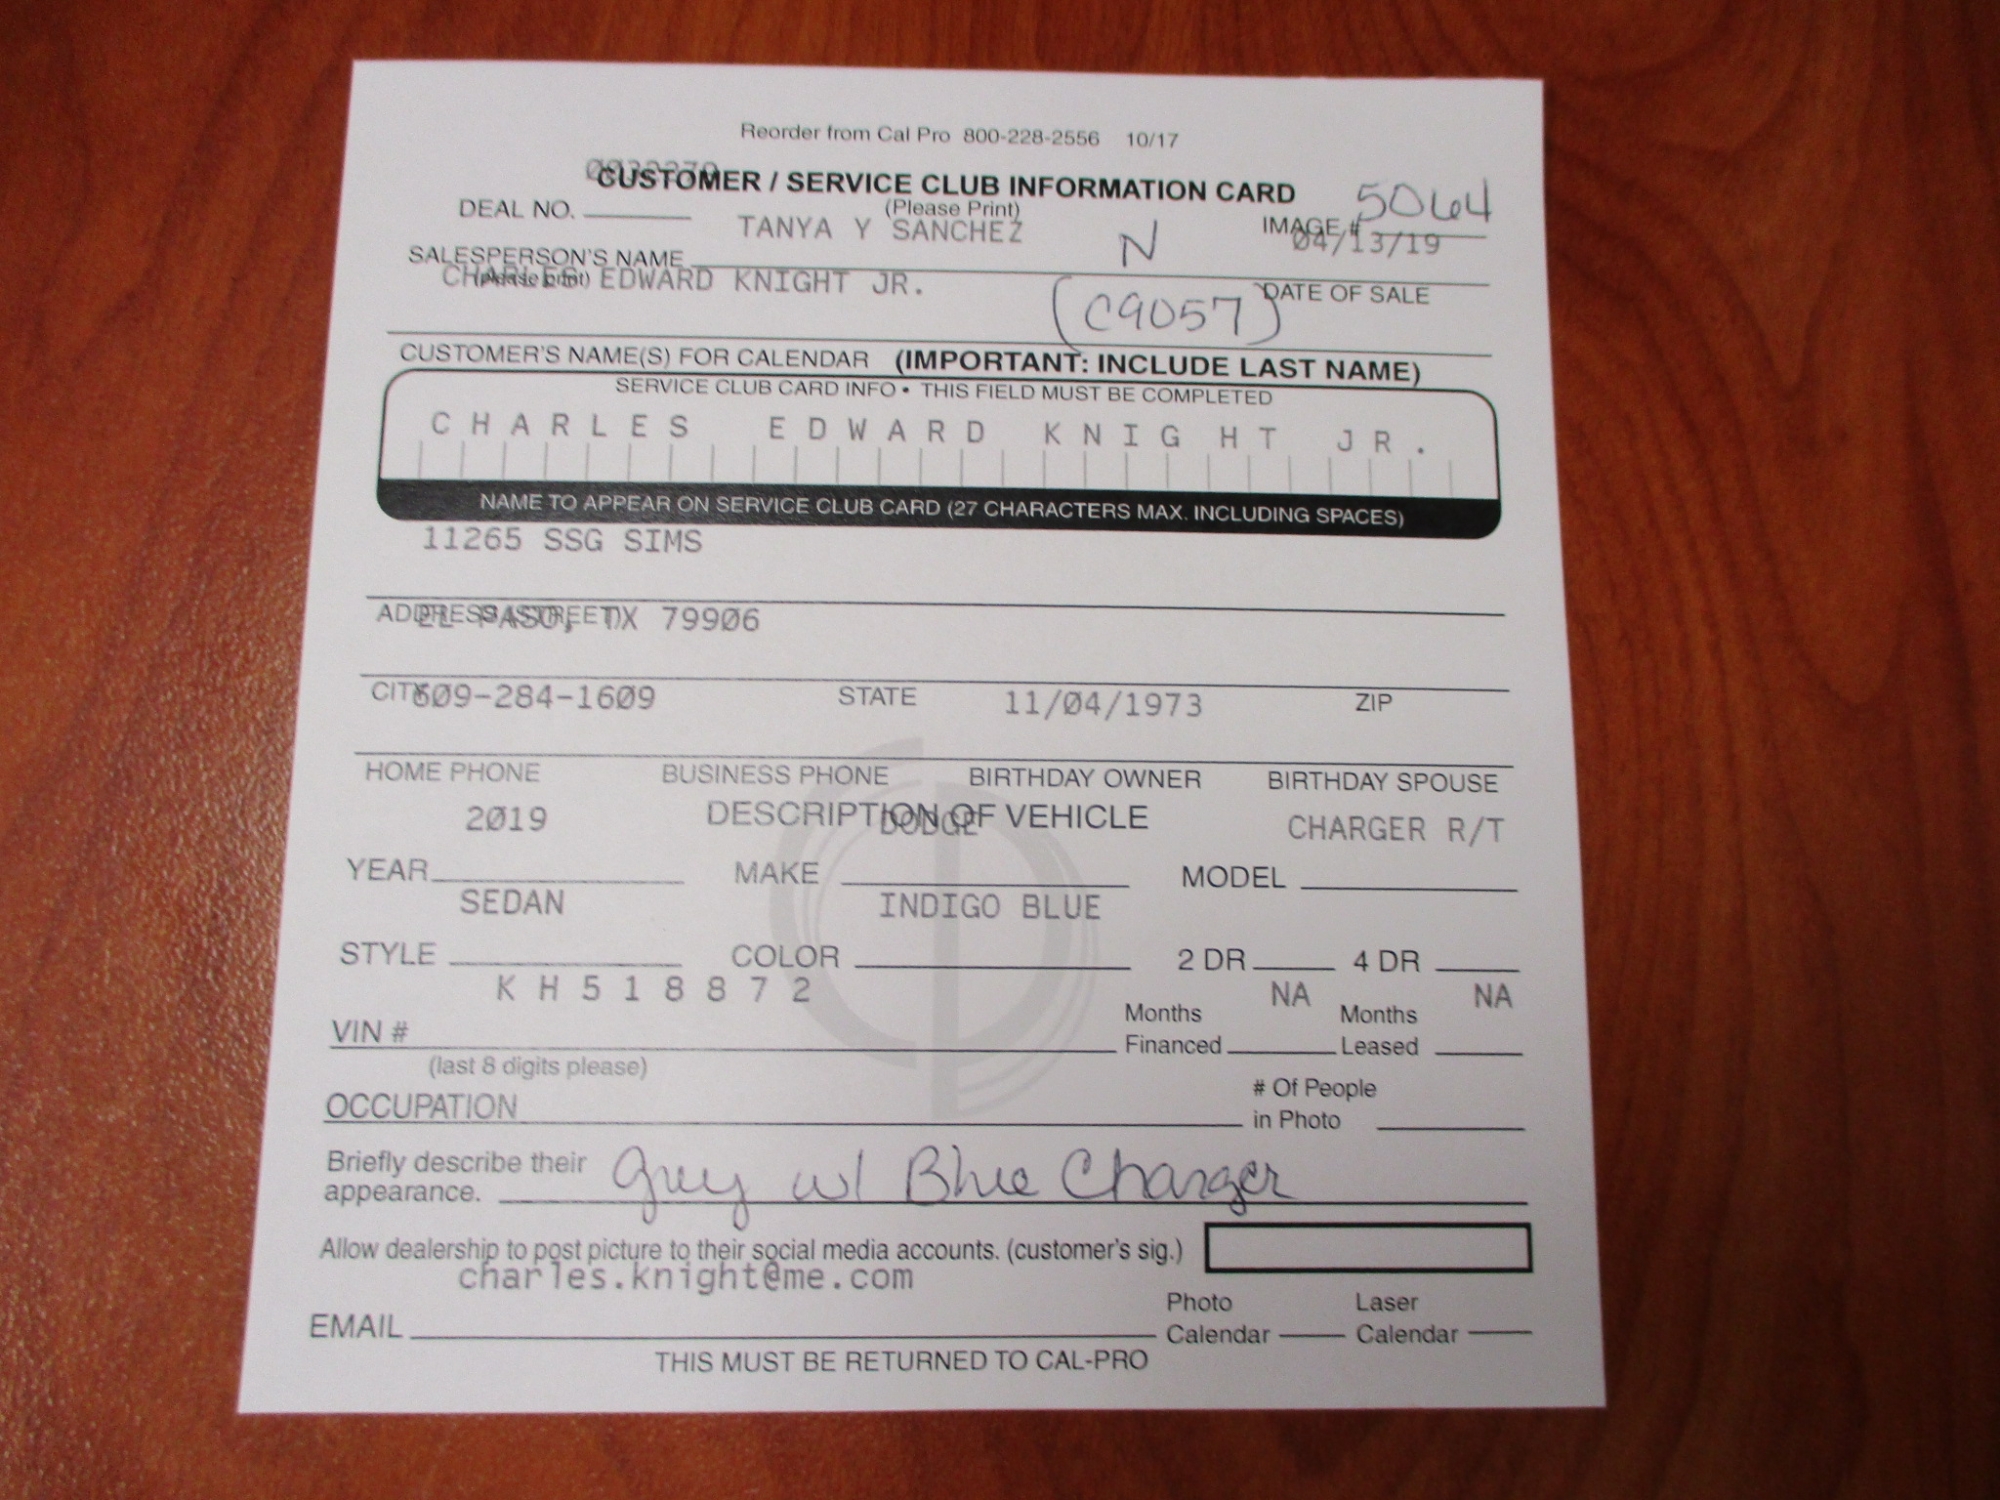 Reorder from Cal Pro 800-228-2556 10/17
CUSTOMER / SERVICE CLUB INFORMATION CARD
(Please Print)
DEAL NO.
IMAGE # 5064
TANYA Y SANCHEZ
N
04/13/19
SALESPERSON'S NAME
(please print)
CHARLES EDWARD KNIGHT JR.
(C9057)
DATE OF SALE
CUSTOMER'S NAME(S) FOR CALENDAR (IMPORTANT: INCLUDE LAST NAME)
SERVICE CLUB CARD INFO • THIS FIELD MUST BE COMPLETED
CHARLES EDWARD KNIGHT JR.
NAME TO APPEAR ON SERVICE CLUB CARD (27 CHARACTERS MAX. INCLUDING SPACES)
11265 SSG SIMS
ADDRESS (STREET)
EL PASO, TX 79906
CITY STATE ZIP
609-284-1609 11/04/1973
HOME PHONE BUSINESS PHONE BIRTHDAY OWNER BIRTHDAY SPOUSE
DESCRIPTION OF VEHICLE
2019 DODGE CHARGER R/T
YEAR MAKE MODEL
SEDAN INDIGO BLUE
STYLE COLOR 2 DR 4 DR
KH518872 NA NA
VIN # Months Financed Months Leased
(last 8 digits please)
OCCUPATION # Of People in Photo
Briefly describe their appearance. Grey w/ Blue Charger
Allow dealership to post picture to their social media accounts. (customer's sig.)
charles.knight@me.com
EMAIL Photo Calendar Laser Calendar
THIS MUST BE RETURNED TO CAL-PRO